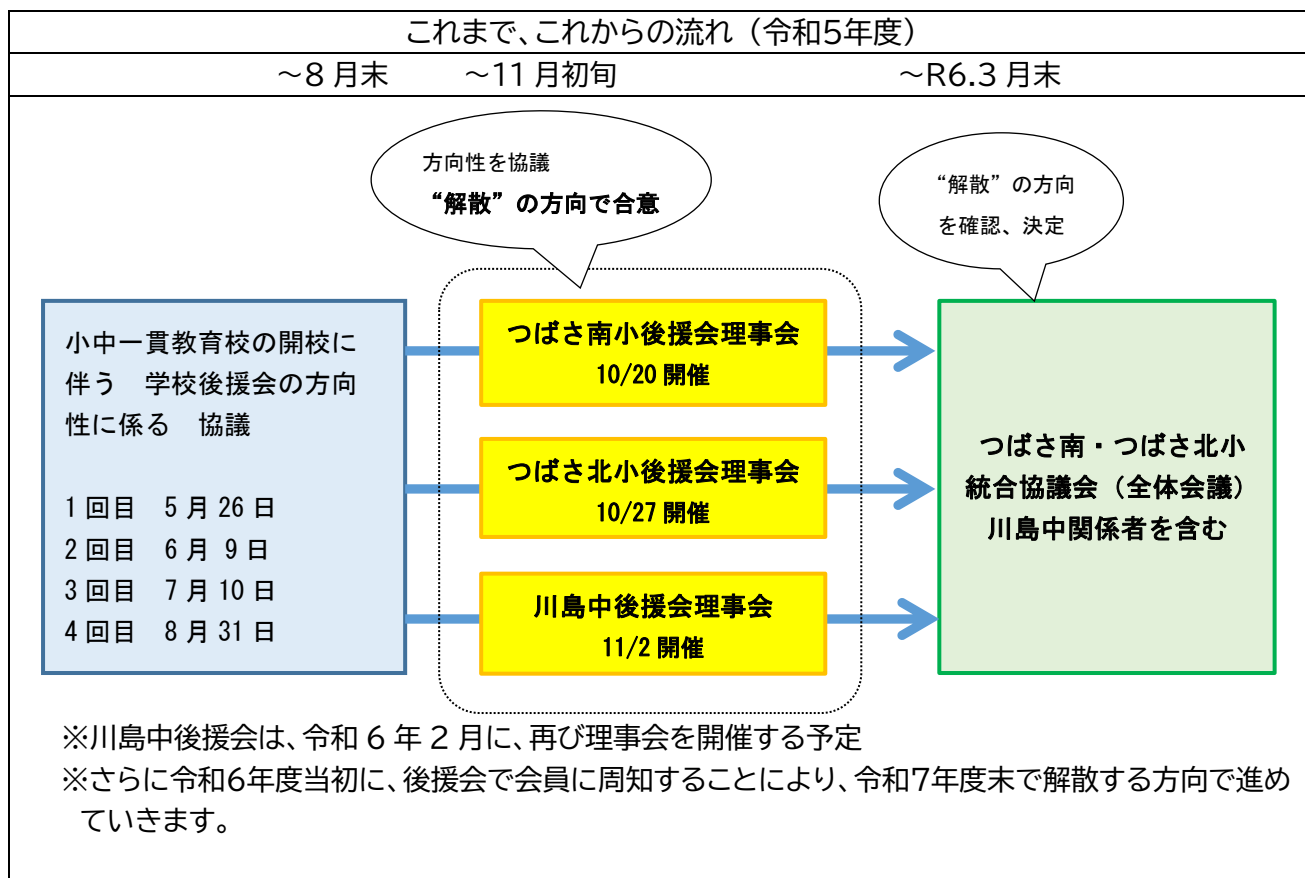 これまで、これからの流れ（令和5年度）
～8月末　～11月初旬　～R6.3月末
方向性を協議
“解散”の方向で合意
“解散”の方向
を確認、決定
小中一貫教育校の開校に
伴う　学校後援会の方向
性に係る　協議
1回目　5月26日
2回目　6月 9日
3回目　7月10日
4回目　8月31日
つばさ南小後援会理事会
10/20開催
つばさ北小後援会理事会
10/27開催
川島中後援会理事会
11/2開催
つばさ南・つばさ北小
統合協議会（全体会議）
川島中関係者を含む
※川島中後援会は、令和6年2月に、再び理事会を開催する予定
※さらに令和6年度当初に、後援会で会員に周知することにより、令和7年度末で解散する方向で進め
ていきます。